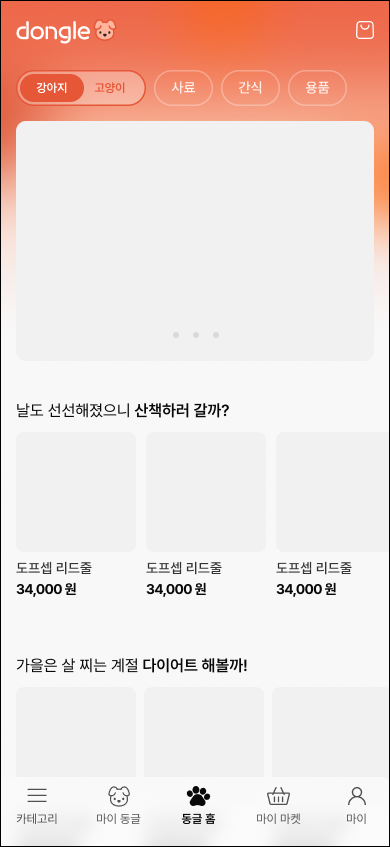 dongle
강아지 고양이 사료 간식 용품
날도 선선해졌으니 산책하러 갈까?
도프셉 리드줄 도프셉 리드줄 도프셉 리드줄
34,000 원 34,000 원 34,000 원
가을은 살 찌는 계절 다이어트 해볼까!
카테고리 마이 동글 동글 홈 마이 마켓 마이